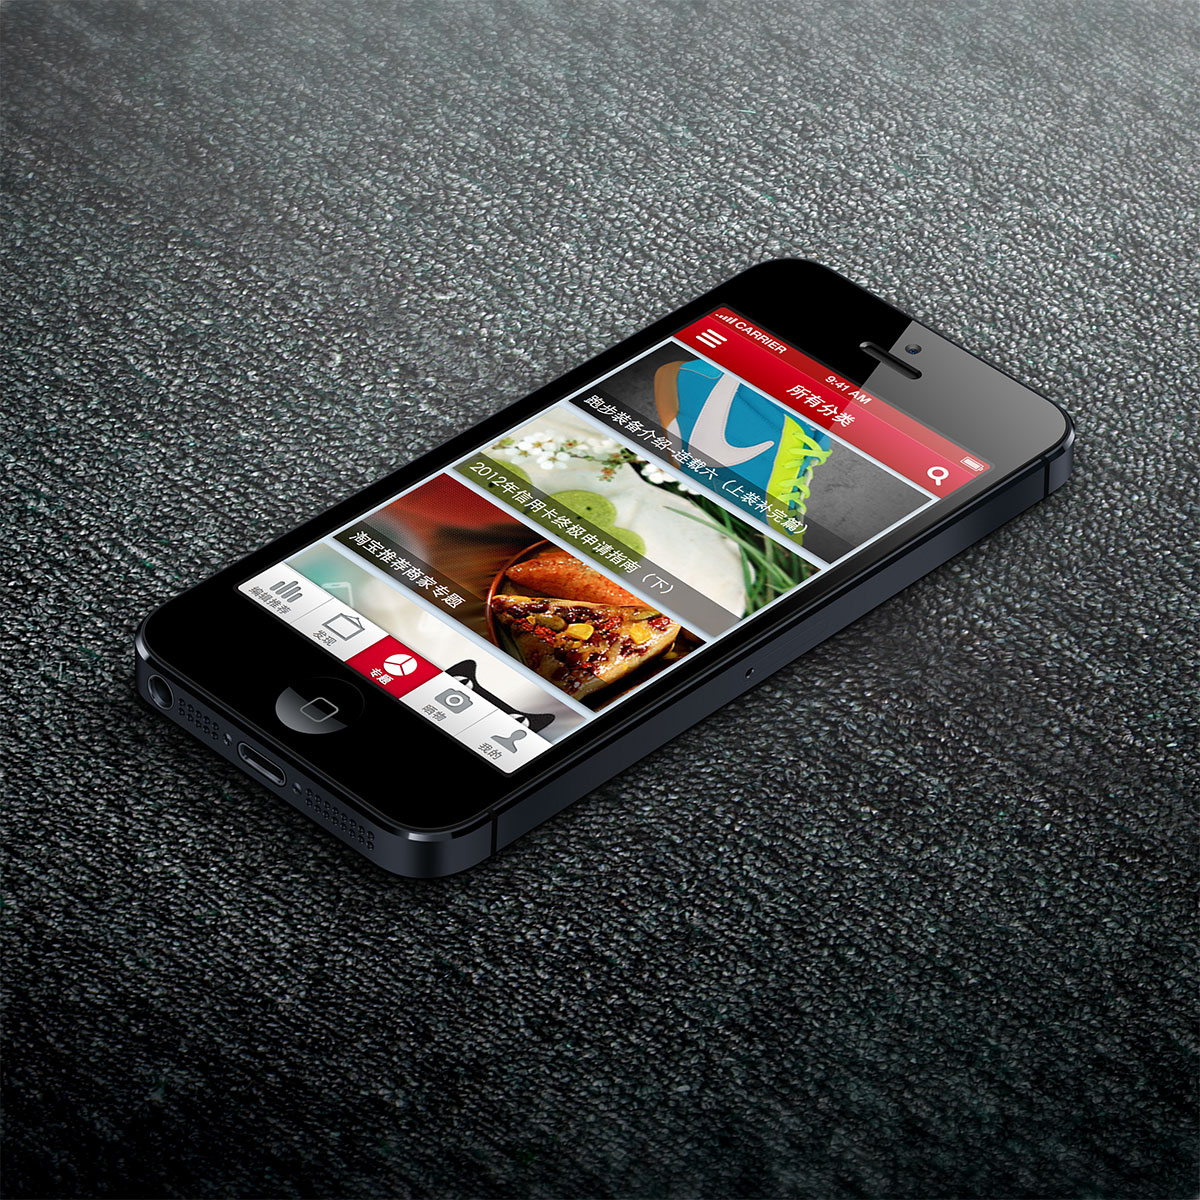 CARRIER
9:41 AM
所有分类
跑步装备介绍-连载六（上装补完篇）
2012年信用卡终极申请指南（下）
淘宝推荐商家专题
编辑推荐
发现
专题
晒物
我的